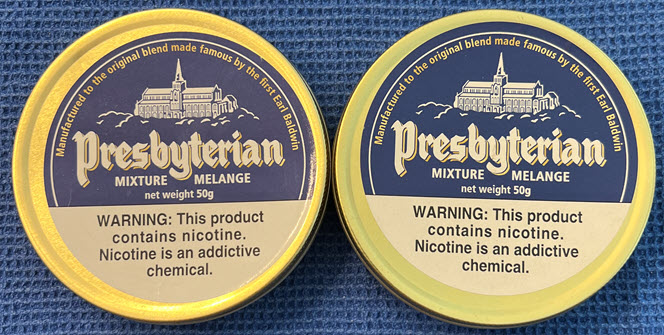 Manufactured to the original blend made famous by the first Earl Baldwin
Presbyterian
MIXTURE MELANGE
net weight 50g
WARNING: This product
contains nicotine.
Nicotine is an addictive
chemical.
Manufactured to the original blend made famous by the first Earl Baldwin
Presbyterian
MIXTURE MELANGE
net weight 50g
WARNING: This product
contains nicotine.
Nicotine is an addictive
chemical.